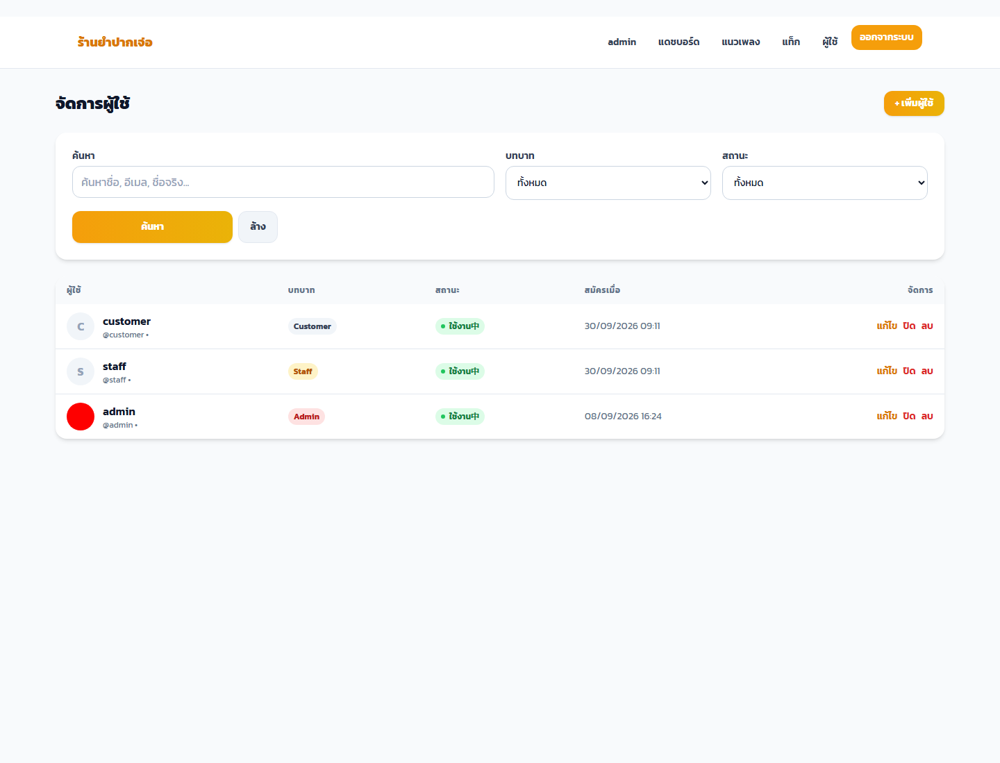 ร้านยำปากเจ่อ
admin แดชบอร์ด แนวเพลง แท็ก ผู้ใช้ ออกจากระบบ
จัดการผู้ใช้
+ เพิ่มผู้ใช้
ค้นหา บทบาท สถานะ
ค้นหาชื่อ, อีเมล, ชื่อจริง... ทั้งหมด ทั้งหมด
ค้นหา ล้าง
ผู้ใช้ บทบาท สถานะ สมัครเมื่อ จัดการ
C customer Customer ใช้งาน中 30/09/2026 09:11 แก้ไข ปิด ลบ
@customer •
S staff Staff ใช้งาน中 30/09/2026 09:11 แก้ไข ปิด ลบ
@staff •
admin Admin ใช้งาน中 08/09/2026 16:24 แก้ไข ปิด ลบ
@admin •